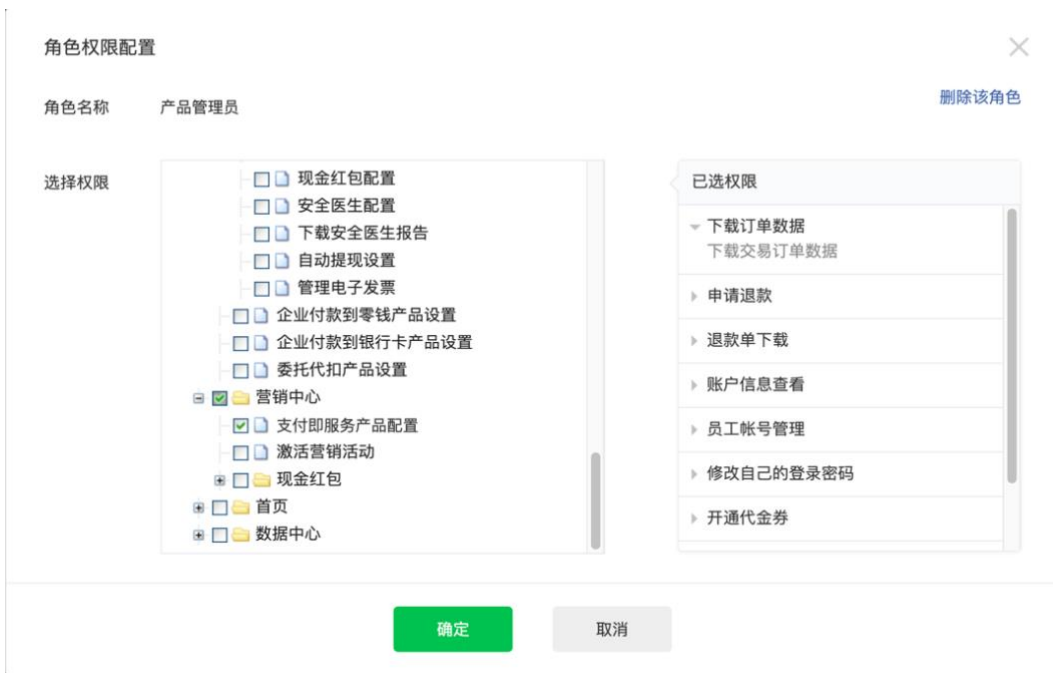 角色权限配置
角色名称 产品管理员 删除该角色
选择权限
现金红包配置
安全医生配置
下载安全医生报告
自动提现设置
管理电子发票
企业付款到零钱产品设置
企业付款到银行卡产品设置
委托代扣产品设置
营销中心
支付即服务产品配置
激活营销活动
现金红包
首页
数据中心
已选权限
下载订单数据
下载交易订单数据
申请退款
退款单下载
账户信息查看
员工帐号管理
修改自己的登录密码
开通代金券
确定 取消